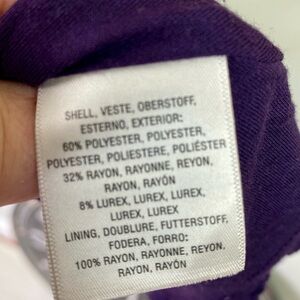 SHELL, VESTE, OBERSTOFF,
ESTERNO, EXTERIOR:
60% POLYESTER, POLYESTER,
POLYESTER, POLIESTERE, POLIÉSTER
32% RAYON, RAYONNE, REYON,
RAYON, RAYÓN
8% LUREX, LUREX, LUREX,
LUREX, LUREX
LINING, DOUBLURE, FUTTERSTOFF,
FODERA, FORRO:
100% RAYON, RAYONNE, REYON,
RAYON, RAYÓN